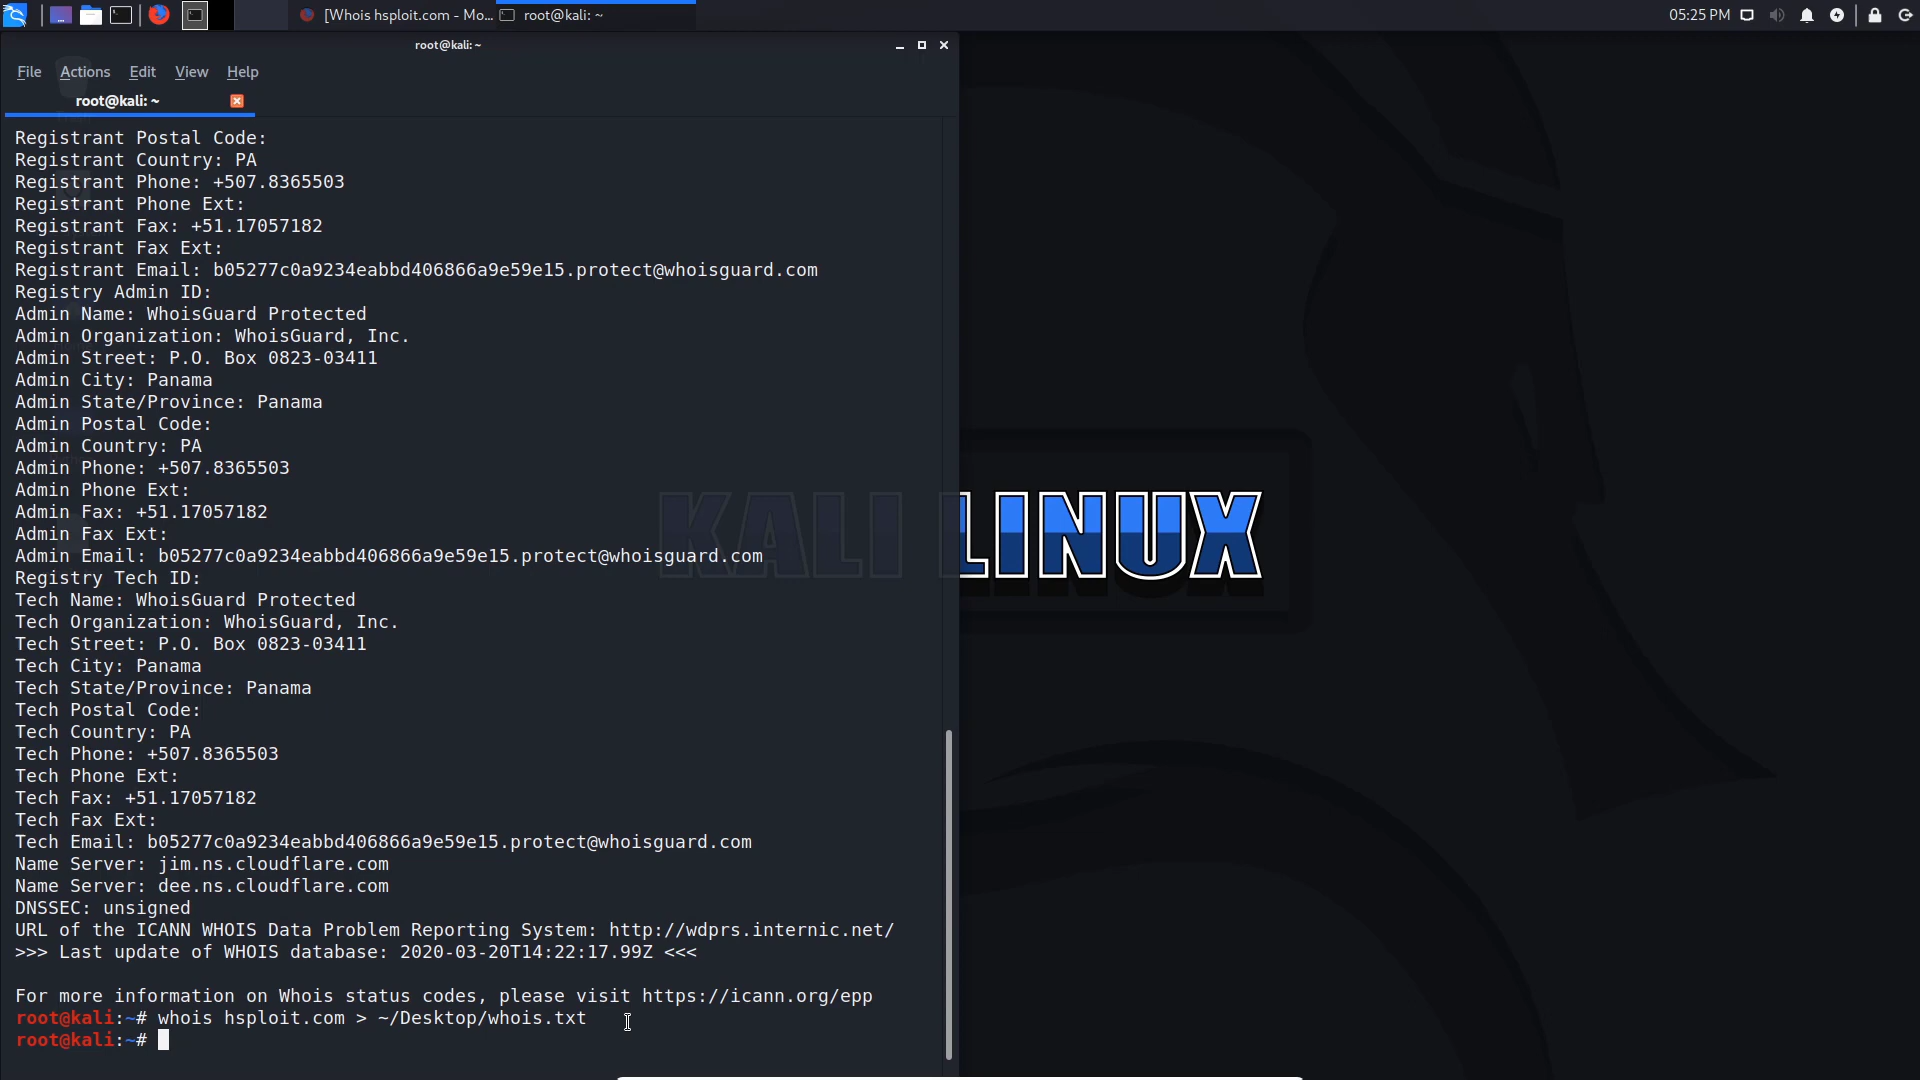 [Whois hsploit.com - Mo...
root@kali: ~
05:25 PM
root@kali: ~
File Actions Edit View Help
root@kali: ~
Registrant Postal Code:
Registrant Country: PA
Registrant Phone: +507.8365503
Registrant Phone Ext:
Registrant Fax: +51.17057182
Registrant Fax Ext:
Registrant Email: b05277c0a9234eabbd406866a9e59e15.protect@whoisguard.com
Registry Admin ID:
Admin Name: WhoisGuard Protected
Admin Organization: WhoisGuard, Inc.
Admin Street: P.O. Box 0823-03411
Admin City: Panama
Admin State/Province: Panama
Admin Postal Code:
Admin Country: PA
Admin Phone: +507.8365503
Admin Phone Ext:
Admin Fax: +51.17057182
Admin Fax Ext:
Admin Email: b05277c0a9234eabbd406866a9e59e15.protect@whoisguard.com
Registry Tech ID:
Tech Name: WhoisGuard Protected
Tech Organization: WhoisGuard, Inc.
Tech Street: P.O. Box 0823-03411
Tech City: Panama
Tech State/Province: Panama
Tech Postal Code:
Tech Country: PA
Tech Phone: +507.8365503
Tech Phone Ext:
Tech Fax: +51.17057182
Tech Fax Ext:
Tech Email: b05277c0a9234eabbd406866a9e59e15.protect@whoisguard.com
Name Server: jim.ns.cloudflare.com
Name Server: dee.ns.cloudflare.com
DNSSEC: unsigned
URL of the ICANN WHOIS Data Problem Reporting System: http://wdprs.internic.net/
>>> Last update of WHOIS database: 2020-03-20T14:22:17.99Z <<<
For more information on Whois status codes, please visit https://icann.org/epp
root@kali:~# whois hsploit.com > ~/Desktop/whois.txt
root@kali:~#
KALI LINUX